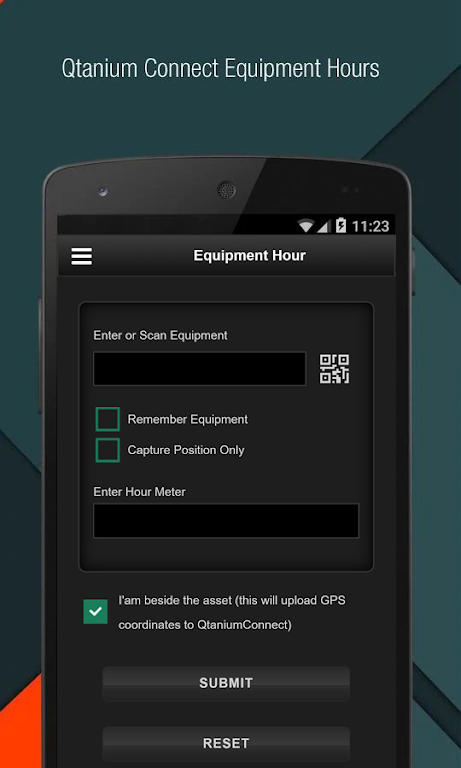 Qtanium Connect Equipment Hours
11:23
Equipment Hour
Enter or Scan Equipment
Remember Equipment
Capture Position Only
Enter Hour Meter
I'am beside the asset (this will upload GPS
coordinates to QtaniumConnect)
SUBMIT
RESET